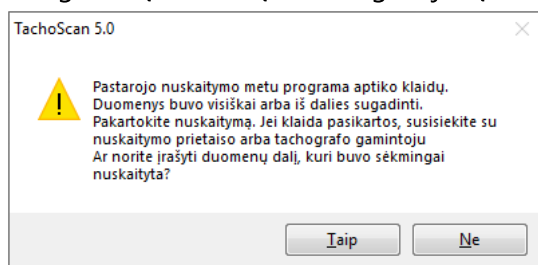 TachoScan 5.0
Pastarojo nuskaitymo metu programa aptiko klaidų.
Duomenys buvo visiškai arba iš dalies sugadinti.
Pakartokite nuskaitymą. Jei klaida pasikartos, susisiekite su
nuskaitymo prietaiso arba tachografo gamintoju
Ar norite įrašyti duomenų dalį, kuri buvo sėkmingai
nuskaityta?
Taip
Ne